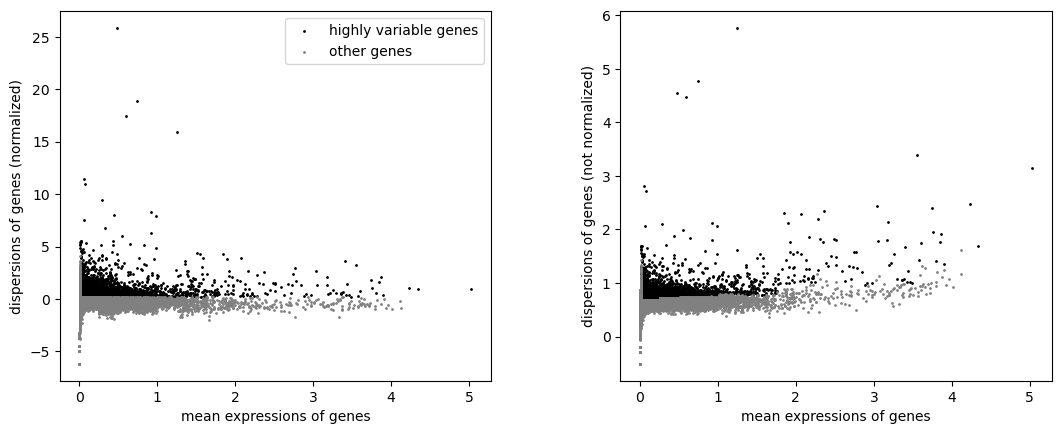 highly variable genes
other genes
dispersions of genes (normalized)
25
20
15
10
5
0
−5
0 1 2 3 4 5
mean expressions of genes
dispersions of genes (not normalized)
6
5
4
3
2
1
0
0 1 2 3 4 5
mean expressions of genes